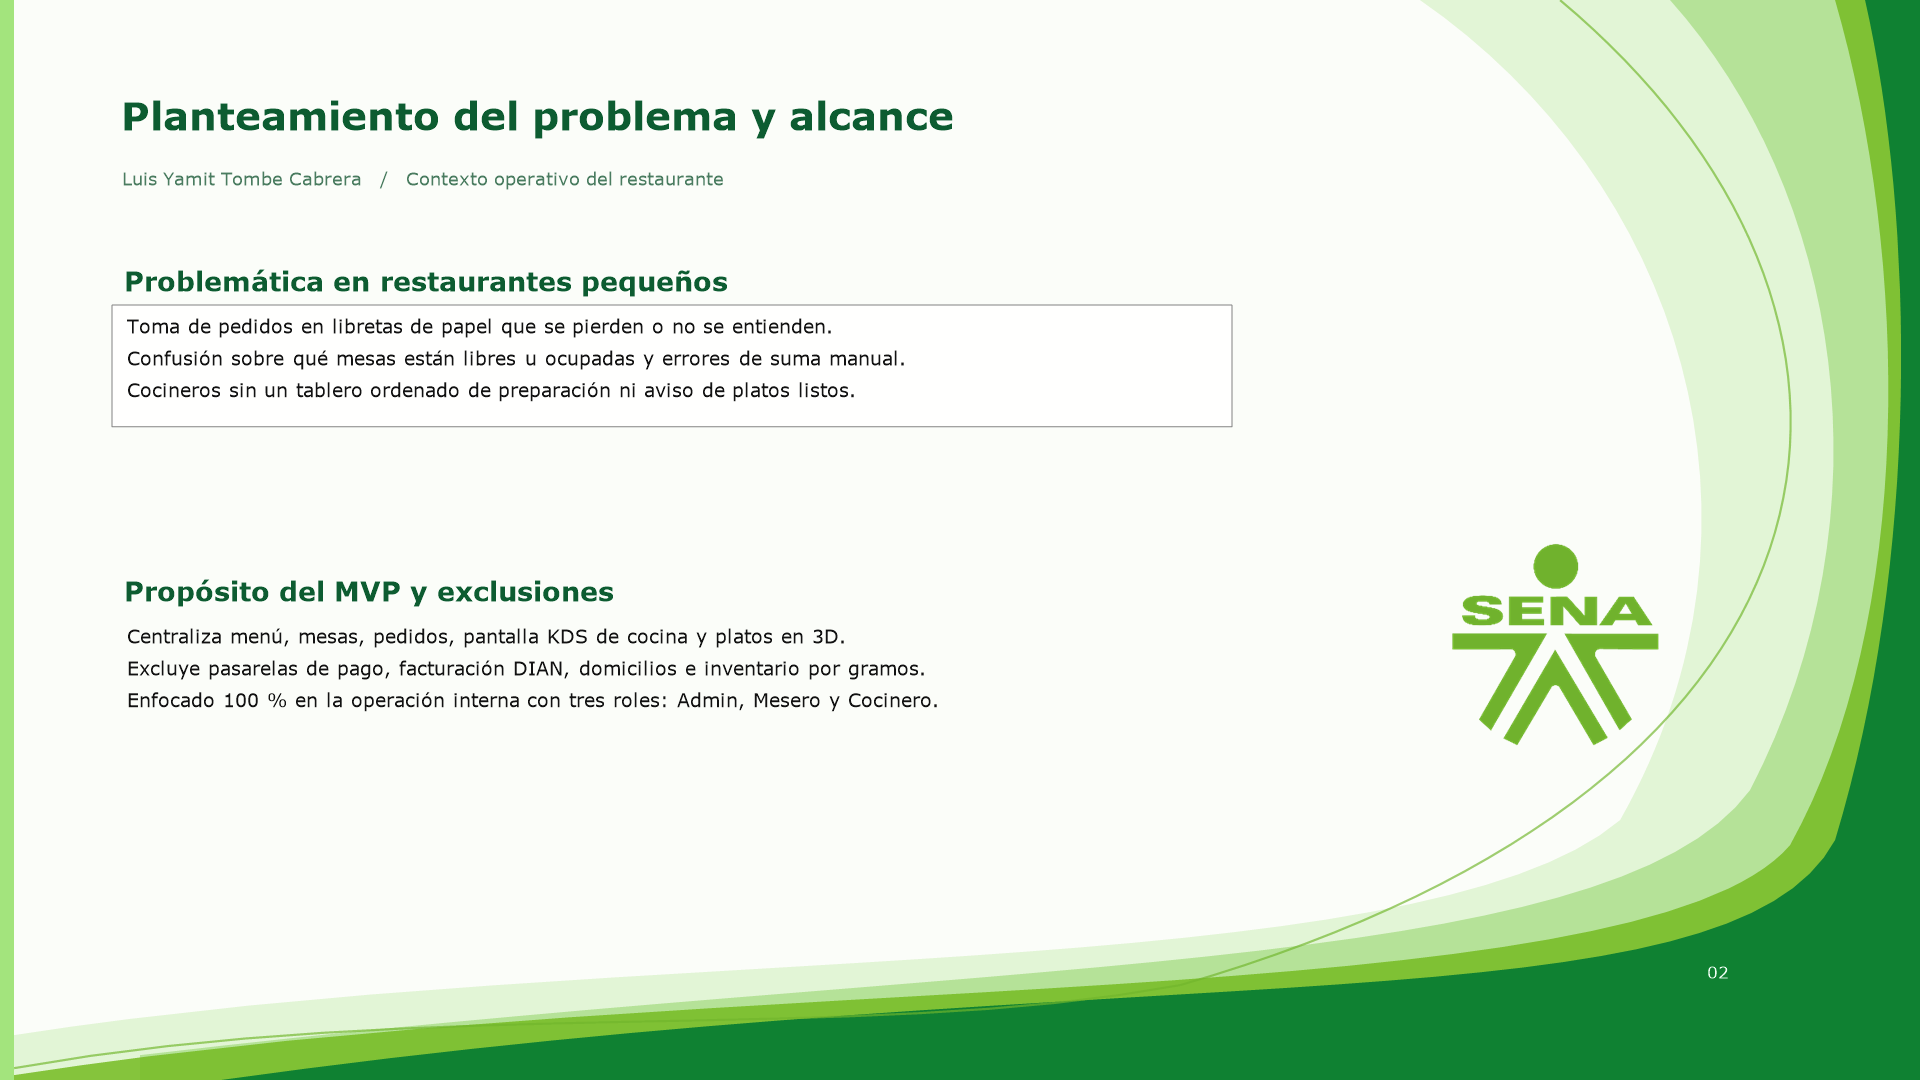 Planteamiento del problema y alcance
Luis Yamit Tombe Cabrera / Contexto operativo del restaurante
Problemática en restaurantes pequeños
Toma de pedidos en libretas de papel que se pierden o no se entienden.
Confusión sobre qué mesas están libres u ocupadas y errores de suma manual.
Cocineros sin un tablero ordenado de preparación ni aviso de platos listos.
Propósito del MVP y exclusiones
Centraliza menú, mesas, pedidos, pantalla KDS de cocina y platos en 3D.
Excluye pasarelas de pago, facturación DIAN, domicilios e inventario por gramos.
Enfocado 100 % en la operación interna con tres roles: Admin, Mesero y Cocinero.
SENA
02